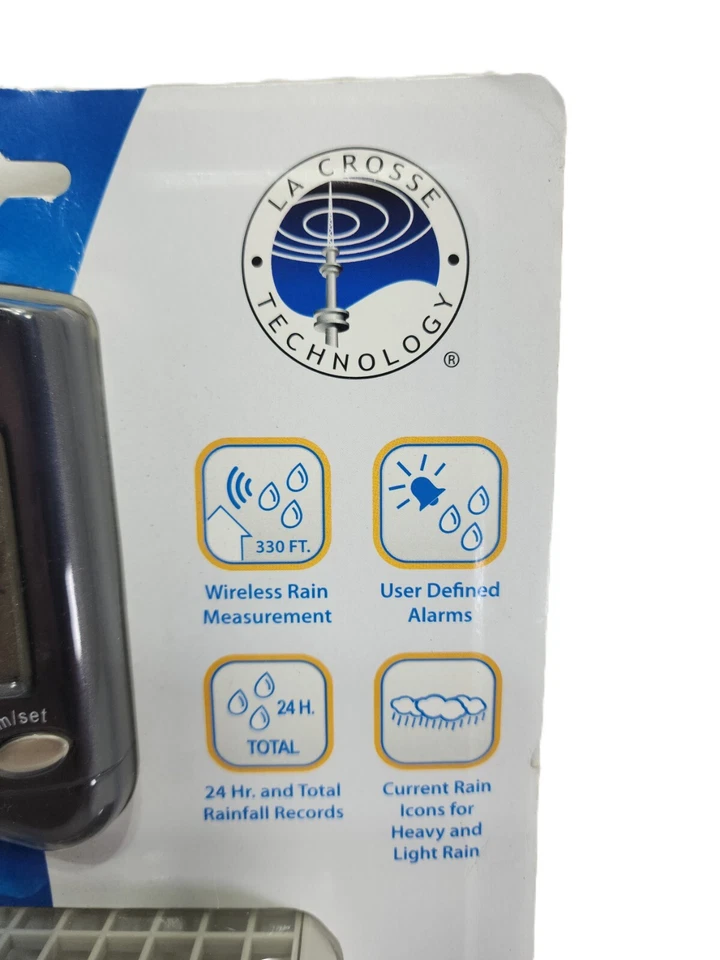 LA CROSSE
TECHNOLOGY
®
330 FT.
Wireless Rain
Measurement
User Defined
Alarms
24 H.
TOTAL
24 Hr. and Total
Rainfall Records
Current Rain
Icons for
Heavy and
Light Rain
m/set